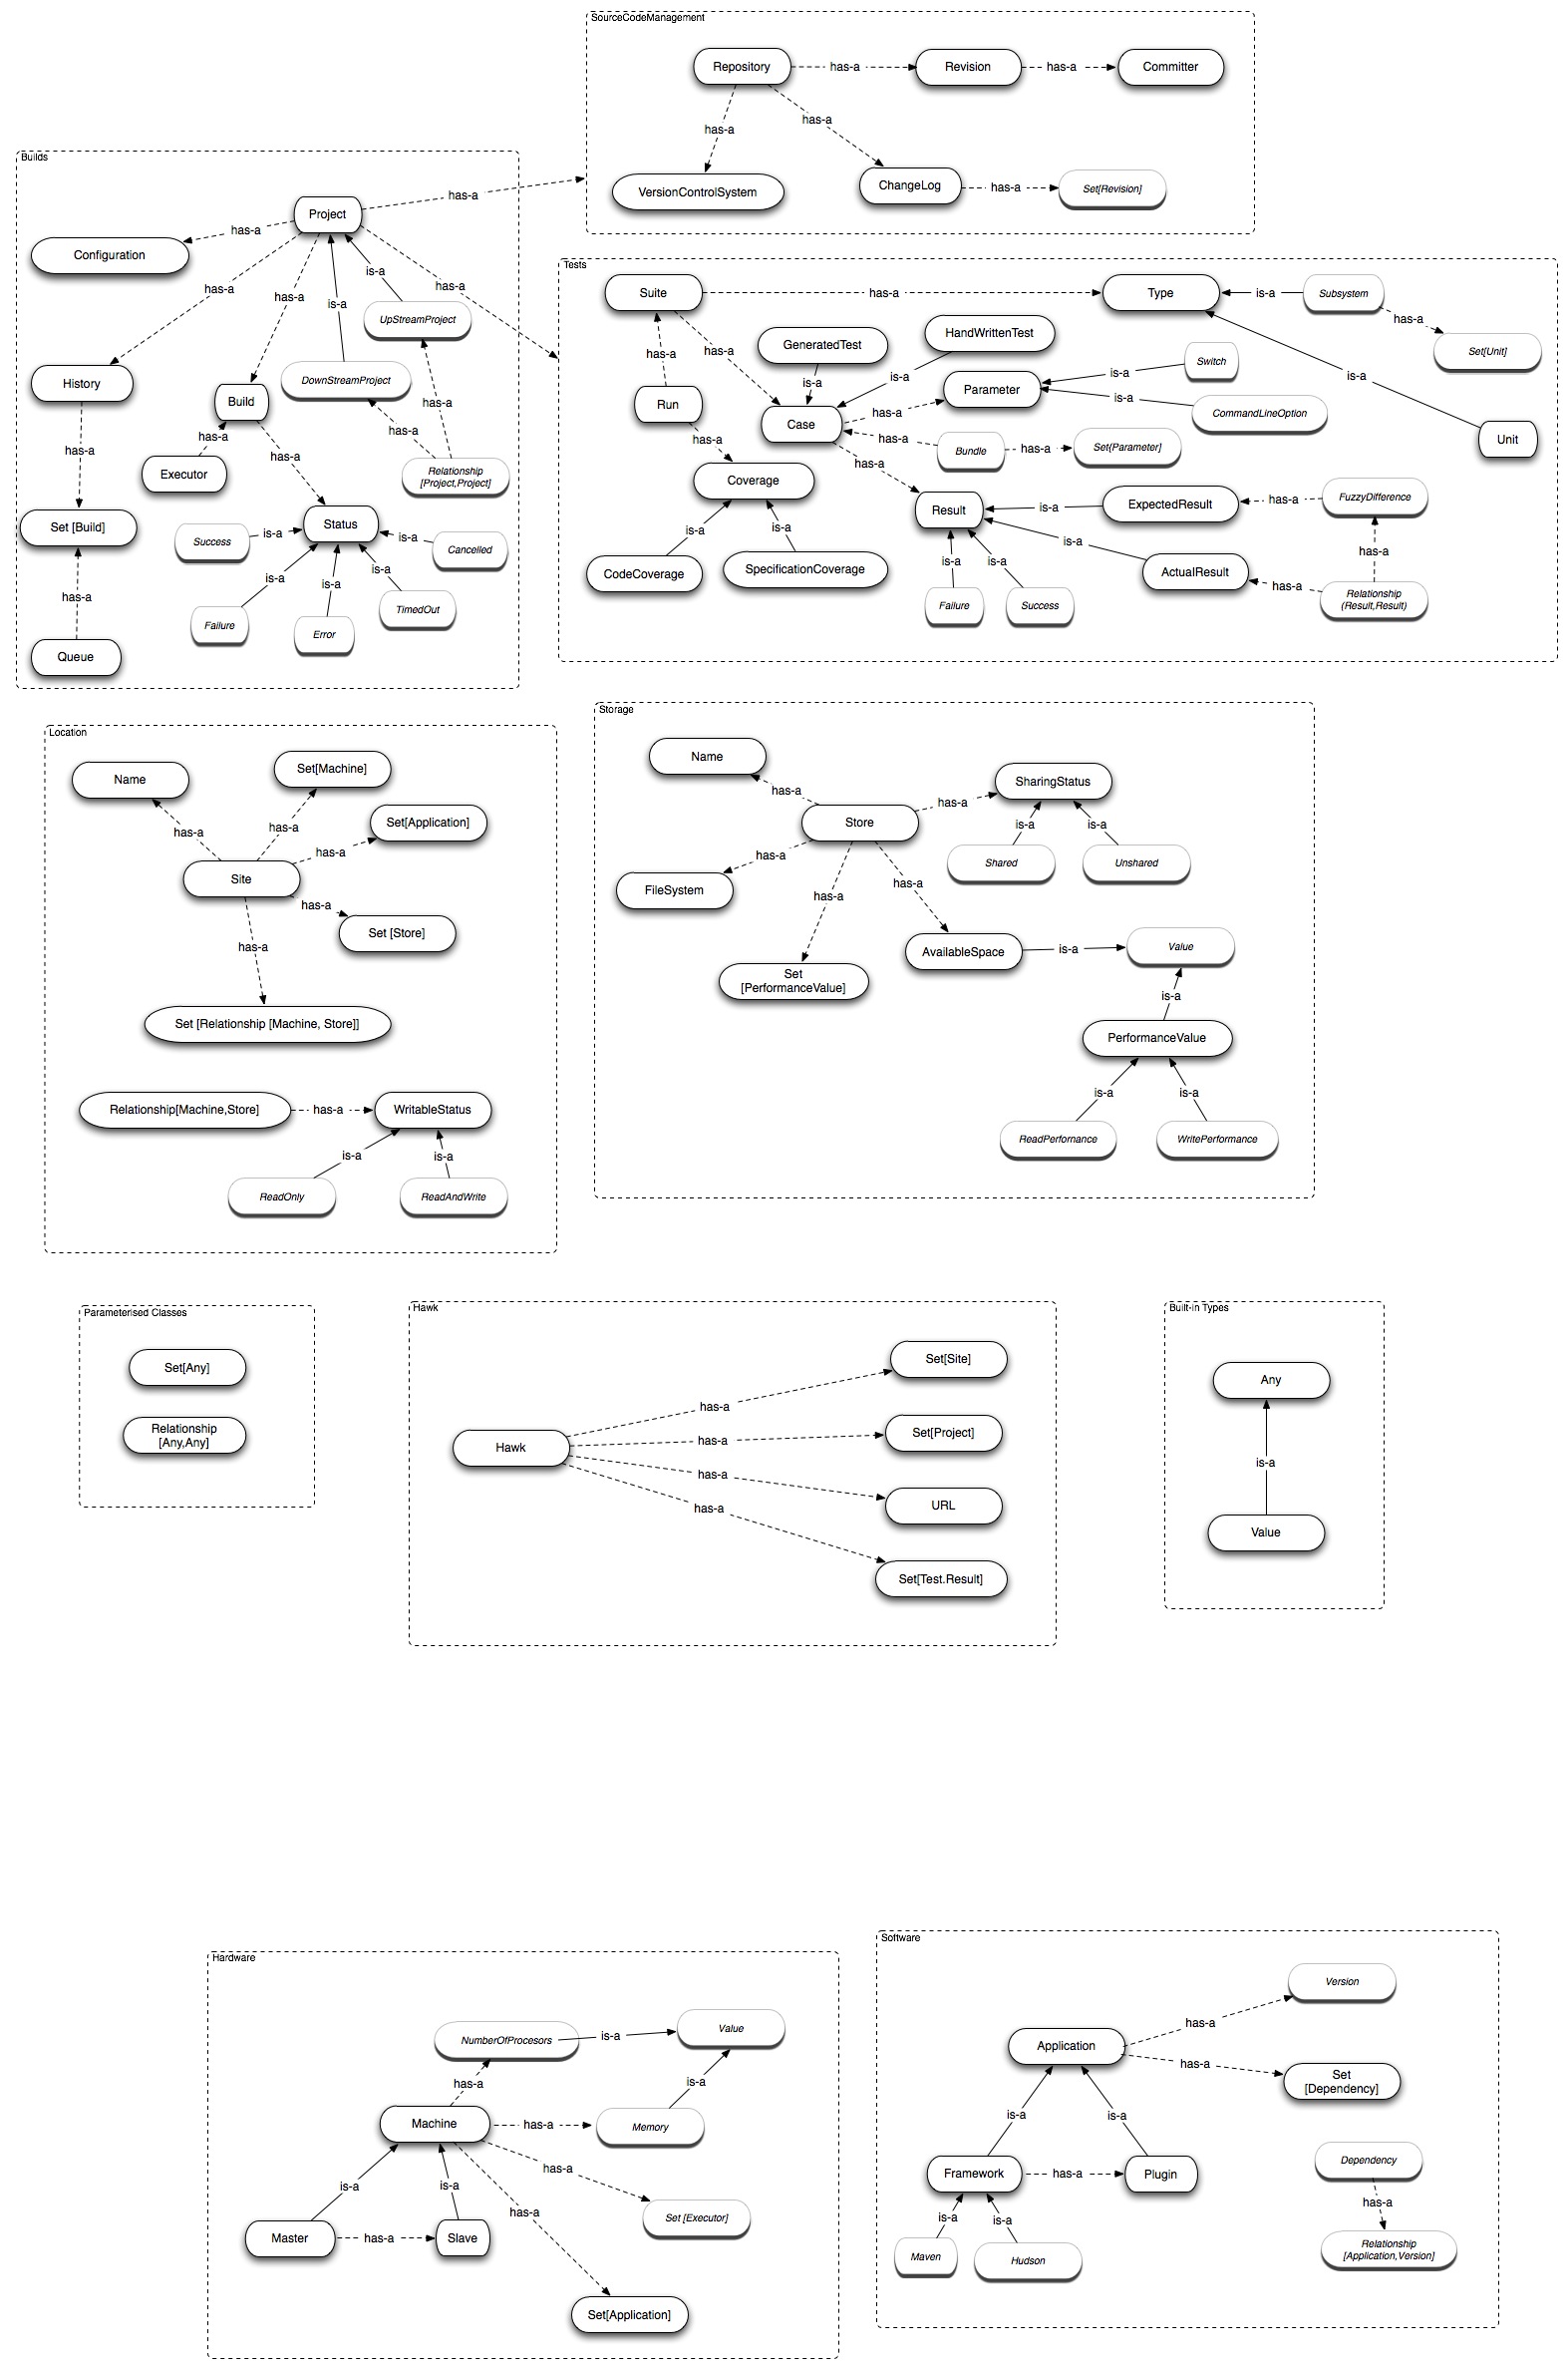 SourceCodeManagement
Repository
has-a
Revision
has-a
Committer
has-a
has-a
VersionControlSystem
ChangeLog
has-a
Set[Revision]
Builds
Project
has-a
has-a
Configuration
has-a
has-a
is-a
is-a
has-a
UpStreamProject
DownStreamProject
History
Build
has-a
has-a
has-a
has-a
has-a
Executor
Relationship
[Project,Project]
Set [Build]
Status
Success
is-a
is-a
Cancelled
is-a
is-a
is-a
has-a
Failure
Error
TimedOut
Queue
Tests
Suite
has-a
Type
is-a
Subsystem
has-a
Set[Unit]
GeneratedTest
HandWrittenTest
has-a
has-a
is-a
is-a
Run
Case
has-a
Parameter
is-a
Switch
is-a
CommandLineOption
is-a
Unit
has-a
has-a
Bundle
has-a
Set{Parameter]
has-a
Coverage
Result
is-a
ExpectedResult
has-a
FuzzyDifference
is-a
is-a
is-a
has-a
CodeCoverage
SpecificationCoverage
is-a
is-a
ActualResult
has-a
Relationship
(Result,Result)
Failure
Success
Location
Name
Set[Machine]
has-a
has-a
Set[Application]
has-a
Site
has-a
Set [Store]
has-a
Set [Relationship [Machine, Store]]
Relationship[Machine,Store]
has-a
WritableStatus
is-a
is-a
ReadOnly
ReadAndWrite
Storage
Name
has-a
Store
has-a
SharingStatus
is-a
is-a
Shared
Unshared
has-a
FileSystem
has-a
has-a
Set
[PerformanceValue]
AvailableSpace
is-a
Value
is-a
PerformanceValue
is-a
is-a
ReadPerfornance
WritePerformance
Parameterised Classes
Set[Any]
Relationship
[Any,Any]
Hawk
Hawk
has-a
Set[Site]
has-a
Set[Project]
has-a
URL
has-a
Set[Test.Result]
Built-in Types
Any
is-a
Value
Hardware
NumberOfProcesors
is-a
Value
has-a
is-a
Machine
has-a
Memory
is-a
is-a
has-a
has-a
Set [Executor]
Master
has-a
Slave
Set[Application]
Software
Version
has-a
Application
has-a
Set
[Dependency]
is-a
is-a
Framework
has-a
Plugin
is-a
is-a
Maven
Hudson
Dependency
has-a
Relationship
[Application,Version]